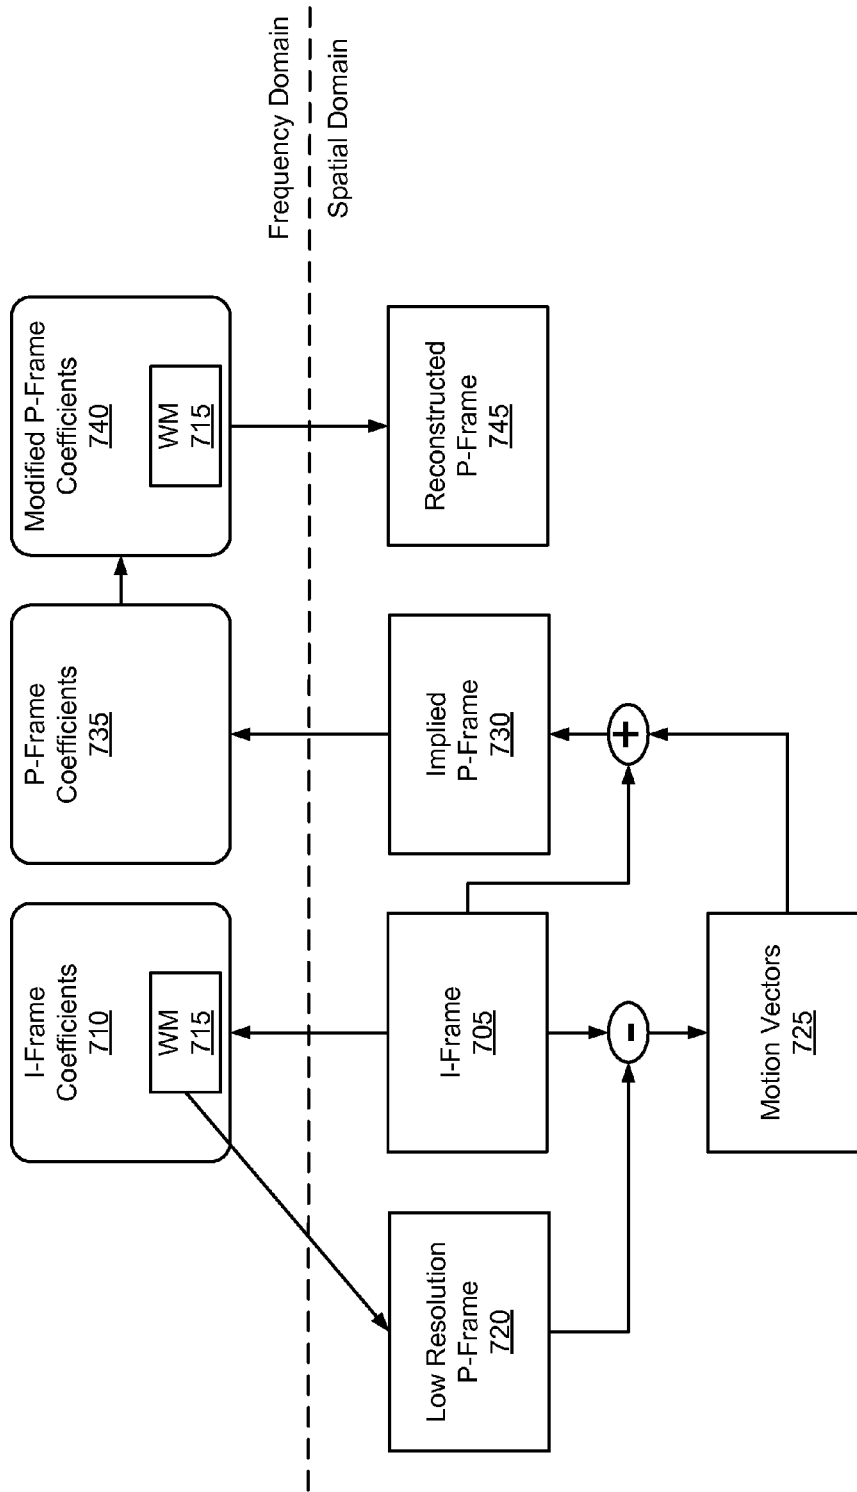 I-Frame
Coefficients
710
WM
715
P-Frame
Coefficients
735
Modified P-Frame
Coefficients
740
WM
715
Frequency Domain
Spatial Domain
Low Resolution
P-Frame
720
I-Frame
705
Implied
P-Frame
730
Reconstructed
P-Frame
745
-
+
Motion Vectors
725